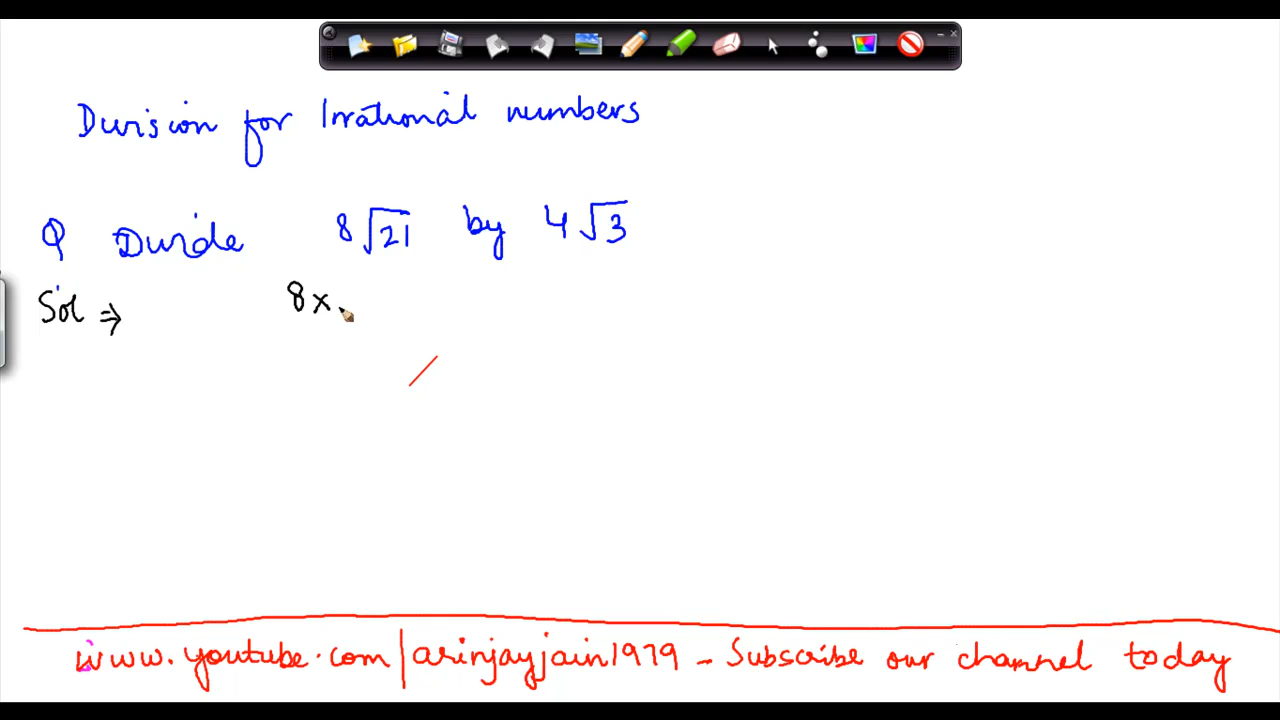 Division for Irrational numbers
Q Divide 8√21 by 4√3
Sol ⇒ 8×
www.youtube.com/arinjayjain1979 - Subscribe our channel today